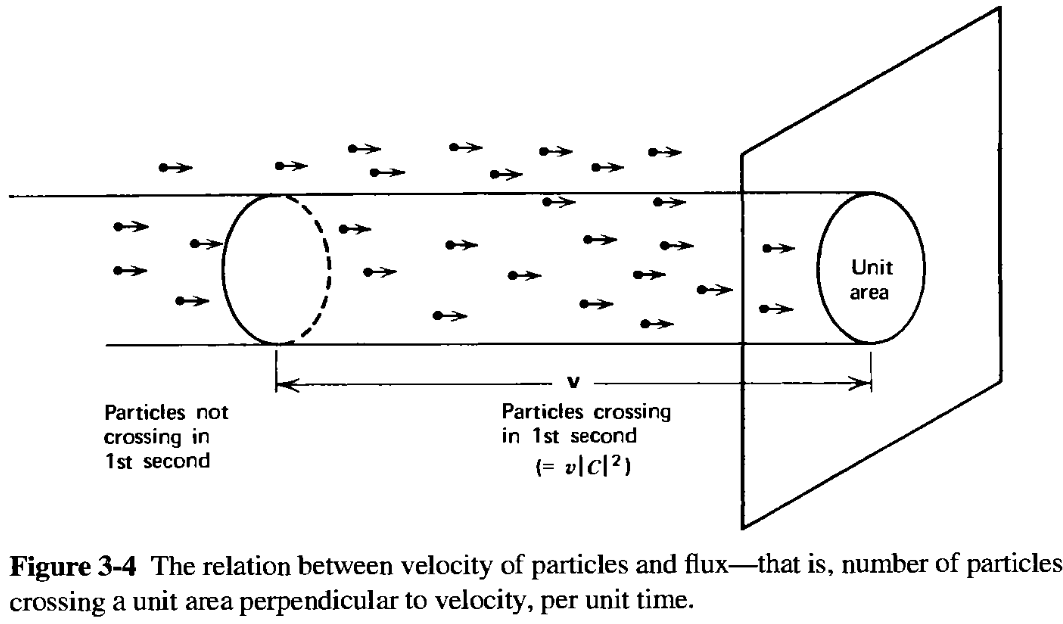 Unit
area
v
Particles not
crossing in
1st second
Particles crossing
in 1st second
(= v|C|²)
Figure 3-4 The relation between velocity of particles and flux—that is, number of particles
crossing a unit area perpendicular to velocity, per unit time.